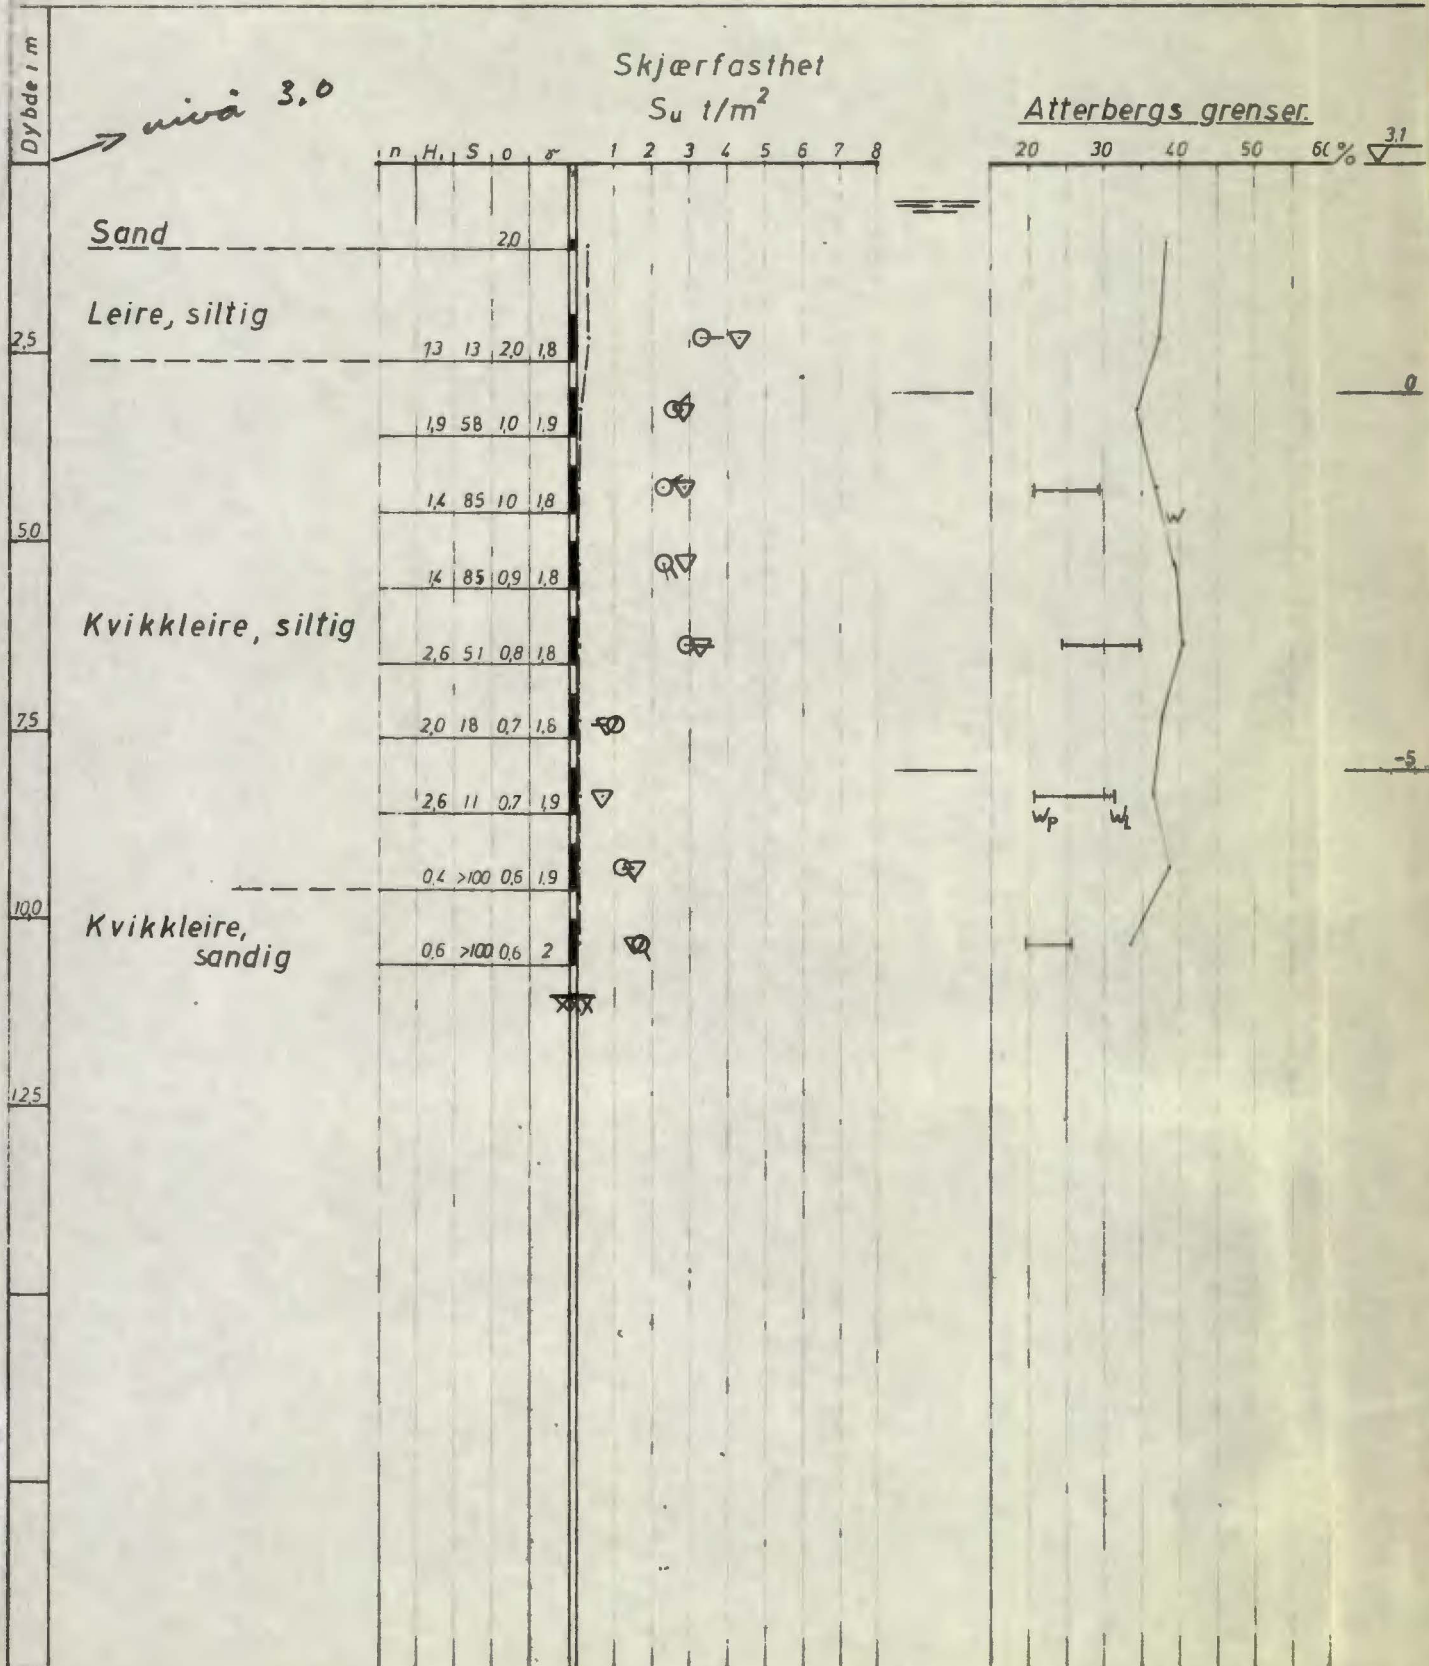 Dybde i m
nivå 3.0
Skjærfasthet
Su t/m²
Atterbergs grenser.
n H₁ S o γ 1 2 3 4 5 6 7 8
20 30 40 50 60 % 3.1
Sand 2,0
Leire, siltig
2,5
13 13 2,0 1,8
0
1,9 58 1,0 1,9
1,4 85 1,0 1,8
W
5,0
1,4 85 0,9 1,8
Kvikkleire, siltig
2,6 51 0,8 1,8
7,5
2,0 18 0,7 1,8
-5
2,6 11 0,7 1,9
Wp WL
0,4 >100 0,6 1,9
10,0
Kvikkleire,
sandig
0,6 >100 0,6 2
12,5